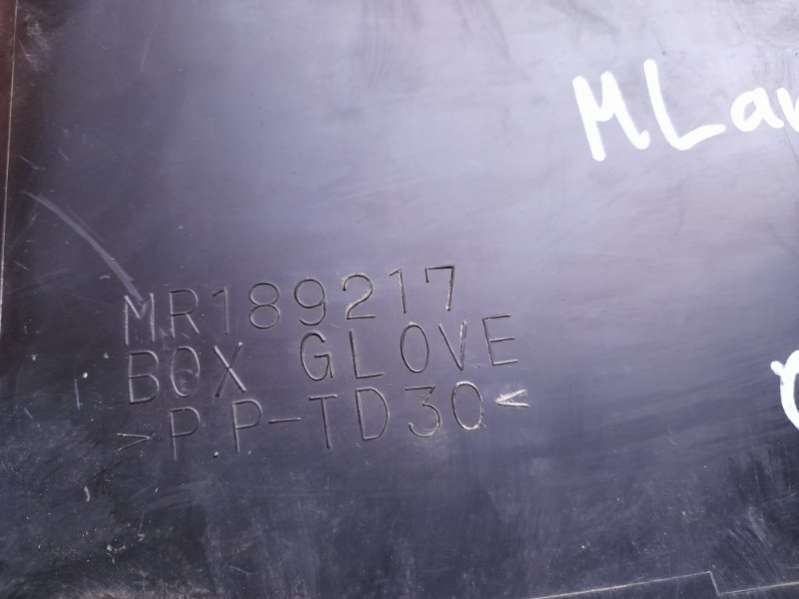 MR189217
BOX GLOVE
>P.P-TD30<